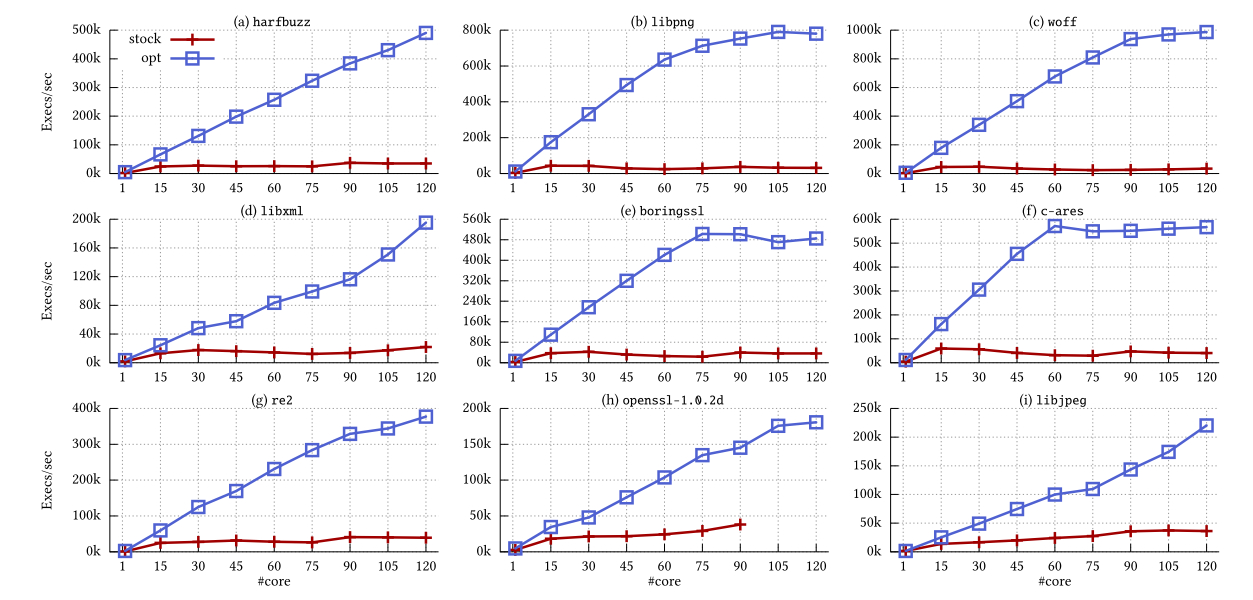 (a) harfbuzz
stock
opt
500k
400k
300k
200k
100k
0k
Execs/sec
1 15 30 45 60 75 90 105 120
(b) libpng
800k
600k
400k
200k
0k
1 15 30 45 60 75 90 105 120
(c) woff
1000k
800k
600k
400k
200k
0k
1 15 30 45 60 75 90 105 120
(d) libxml
200k
160k
120k
80k
40k
0k
Execs/sec
1 15 30 45 60 75 90 105 120
(e) boringssl
560k
480k
400k
320k
240k
160k
80k
0k
1 15 30 45 60 75 90 105 120
(f) c-ares
600k
500k
400k
300k
200k
100k
0k
1 15 30 45 60 75 90 105 120
(g) re2
400k
300k
200k
100k
0k
Execs/sec
1 15 30 45 60 75 90 105 120
#core
(h) openssl-1.0.2d
200k
150k
100k
50k
0k
1 15 30 45 60 75 90 105 120
#core
(i) libjpeg
250k
200k
150k
100k
50k
0k
1 15 30 45 60 75 90 105 120
#core